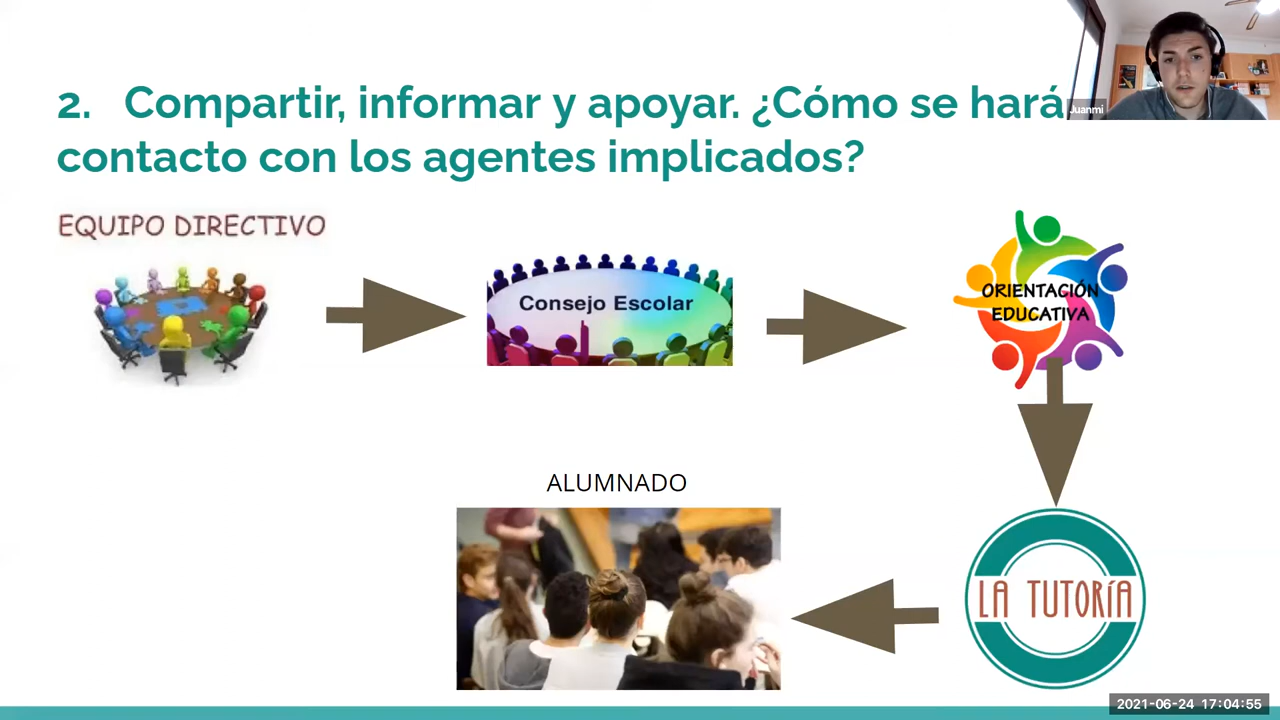 2. Compartir, informar y apoyar. ¿Cómo se hará
contacto con los agentes implicados?
Juanmi
EQUIPO DIRECTIVO
Consejo Escolar
ORIENTACIÓN
EDUCATIVA
ALUMNADO
LA TUTORÍA
2021-06-24 17:04:55